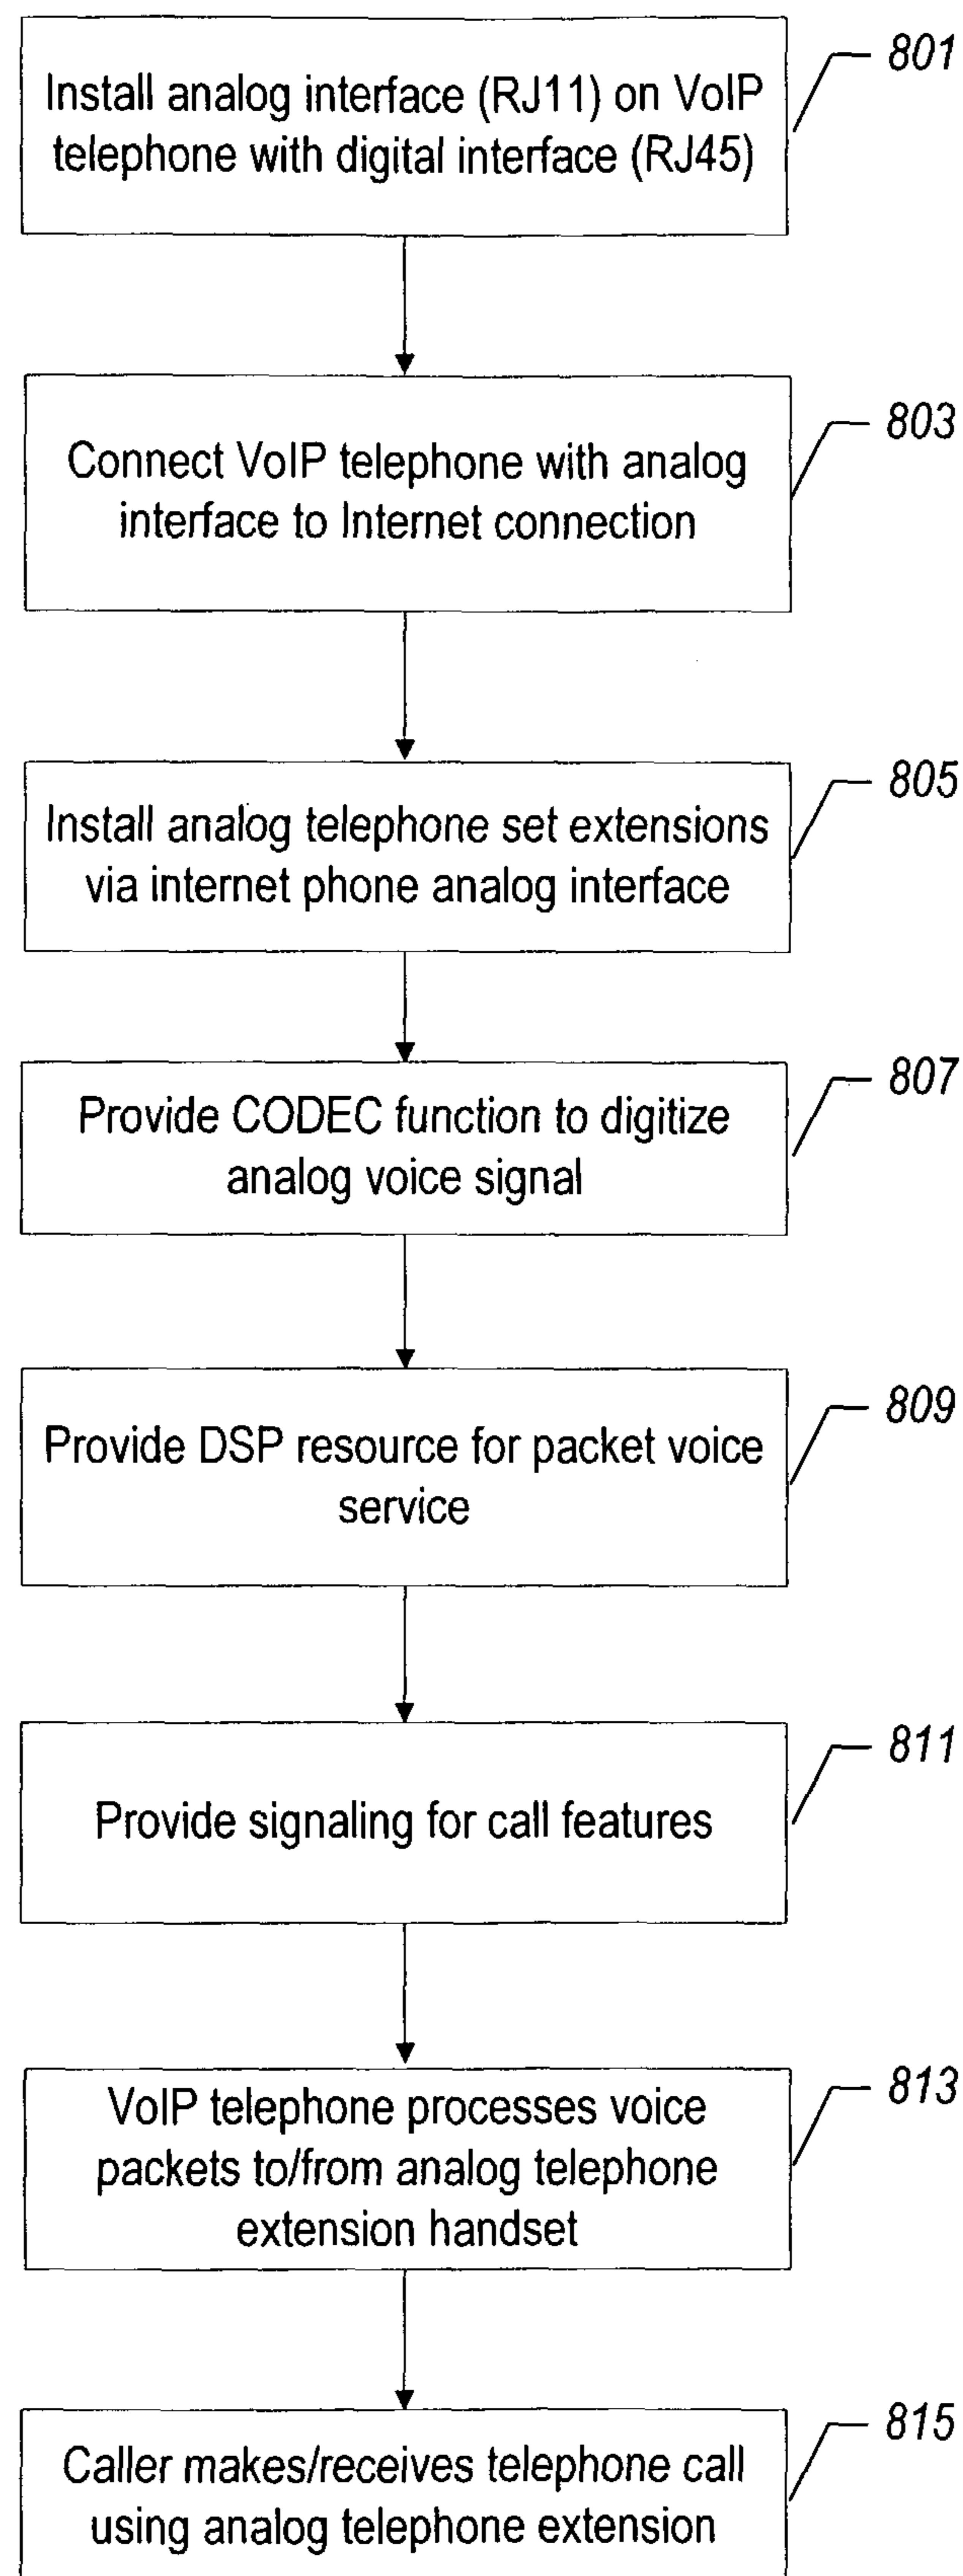 801
Install analog interface (RJ11) on VoIP
telephone with digital interface (RJ45)
803
Connect VoIP telephone with analog
interface to Internet connection
805
Install analog telephone set extensions
via internet phone analog interface
807
Provide CODEC function to digitize
analog voice signal
809
Provide DSP resource for packet voice
service
811
Provide signaling for call features
813
VoIP telephone processes voice
packets to/from analog telephone
extension handset
815
Caller makes/receives telephone call
using analog telephone extension